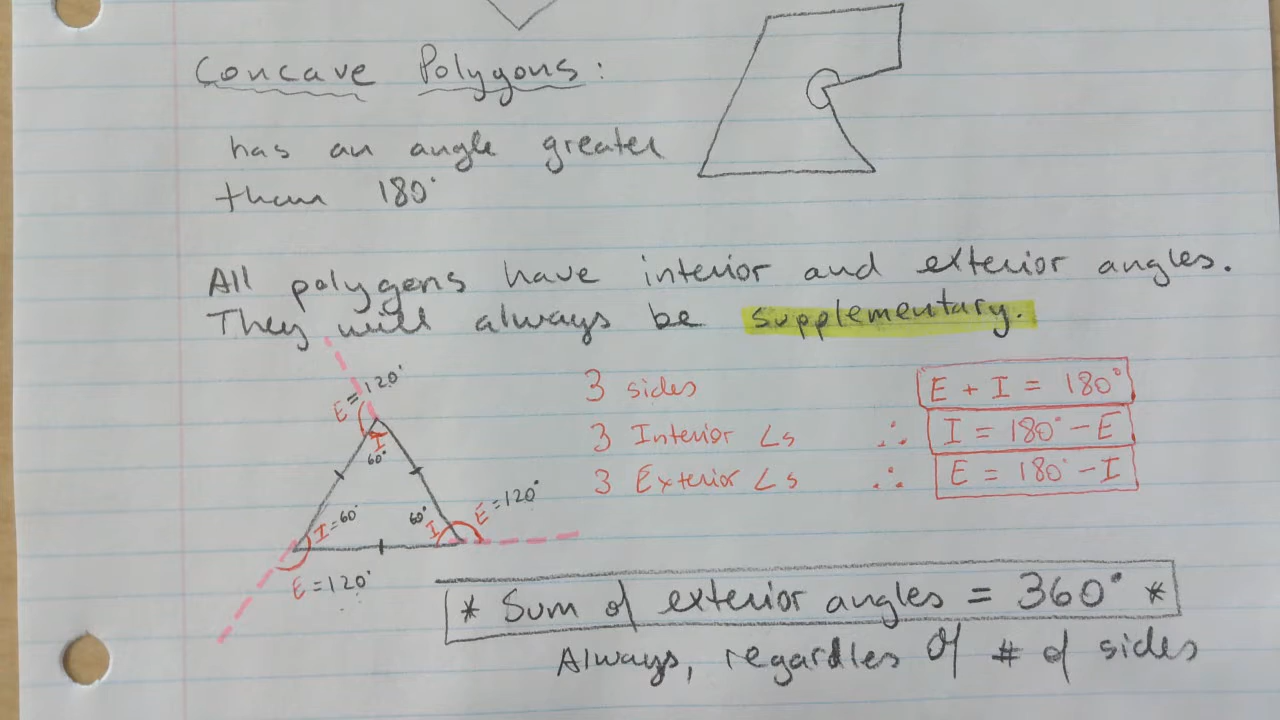 Concave Polygons:
has an angle greater
than 180°
All polygons have interior and exterior angles.
They will always be supplementary.
E = 120°
I
60°
I = 60°
60°
I
E = 120°
E = 120°
3 sides
E + I = 180°
3 Interior ∠s ∴ I = 180° - E
3 Exterior ∠s ∴ E = 180° - I
* Sum of exterior angles = 360° *
Always, regardles of # of sides